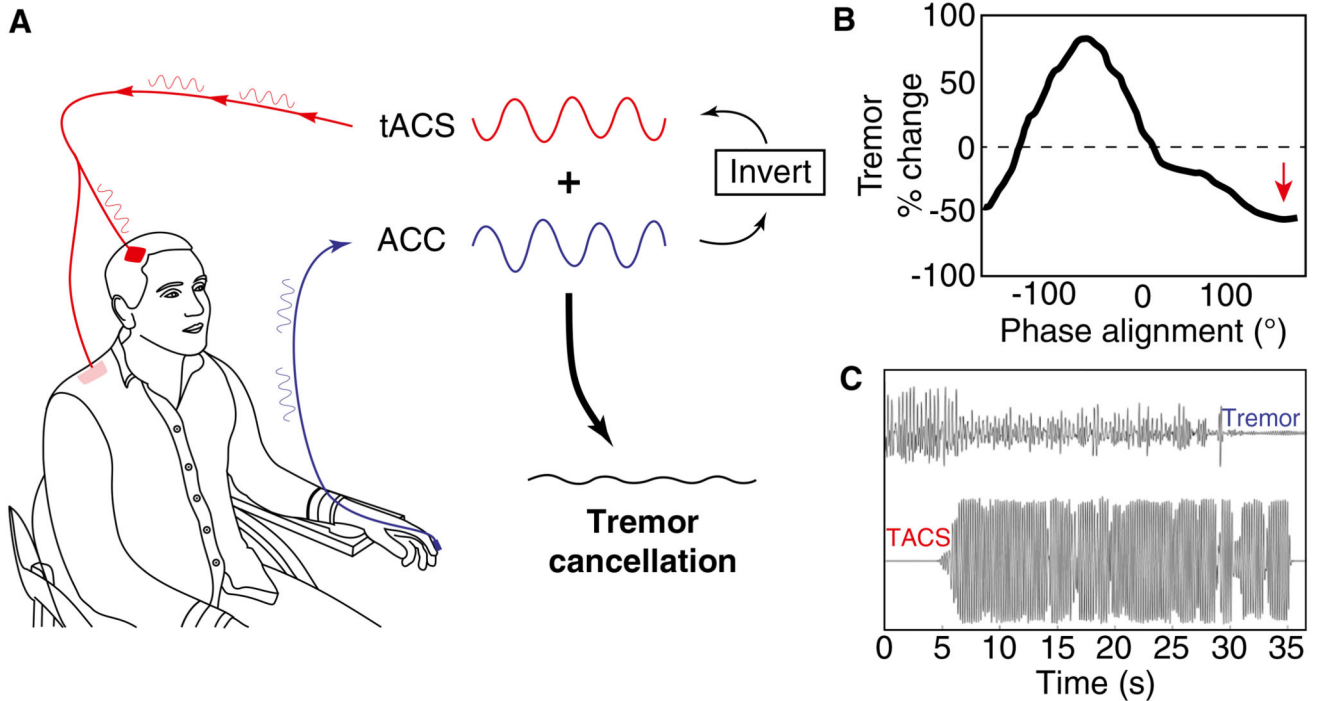 A
tACS
+
Invert
ACC
Tremor
cancellation
B
Tremor
% change
100
50
0
-50
-100
-100 0 100
Phase alignment (°)
C
Tremor
TACS
0 5 10 15 20 25 30 35
Time (s)